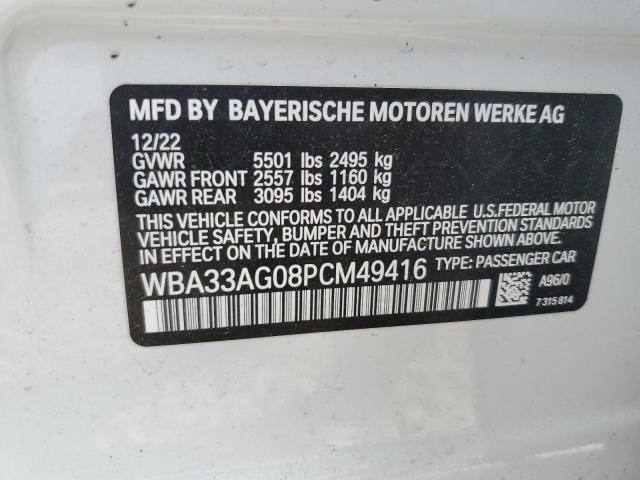 MFD BY BAYERISCHE MOTOREN WERKE AG
12/22
GVWR 5501 lbs 2495 kg
GAWR FRONT 2557 lbs 1160 kg
GAWR REAR 3095 lbs 1404 kg
THIS VEHICLE CONFORMS TO ALL APPLICABLE U.S.FEDERAL MOTOR
VEHICLE SAFETY, BUMPER AND THEFT PREVENTION STANDARDS
IN EFFECT ON THE DATE OF MANUFACTURE SHOWN ABOVE.
WBA33AG08PCM49416 TYPE: PASSENGER CAR
A96/0
7 315 814